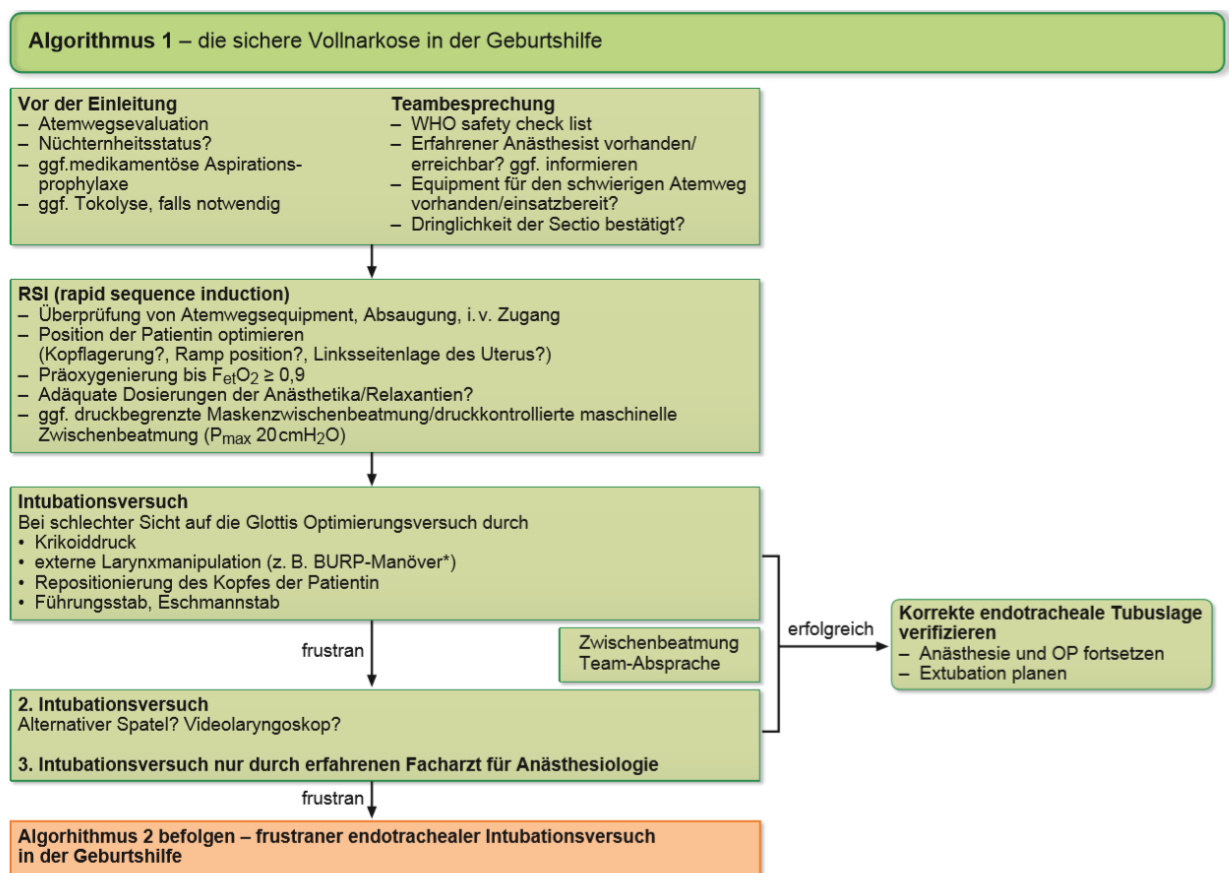 Algorithmus 1 – die sichere Vollnarkose in der Geburtshilfe
Vor der Einleitung
– Atemwegsevaluation
– Nüchternheitsstatus?
– ggf.medikamentöse Aspirations-
prophylaxe
– ggf. Tokolyse, falls notwendig
Teambesprechung
– WHO safety check list
– Erfahrener Anästhesist vorhanden/
erreichbar? ggf. informieren
– Equipment für den schwierigen Atemweg
vorhanden/einsatzbereit?
– Dringlichkeit der Sectio bestätigt?
RSI (rapid sequence induction)
– Überprüfung von Atemwegsequipment, Absaugung, i.v. Zugang
– Position der Patientin optimieren
(Kopflagerung?, Ramp position?, Linksseitenlage des Uterus?)
– Präoxygenierung bis FetO2 ≥ 0,9
– Adäquate Dosierungen der Anästhetika/Relaxantien?
– ggf. druckbegrenzte Maskenzwischenbeatmung/druckkontrollierte maschinelle
Zwischenbeatmung (Pmax 20cmH2O)
Intubationsversuch
Bei schlechter Sicht auf die Glottis Optimierungsversuch durch
• Krikoiddruck
• externe Larynxmanipulation (z. B. BURP-Manöver*)
• Repositionierung des Kopfes der Patientin
• Führungsstab, Eschmannstab
frustran
Zwischenbeatmung
Team-Absprache
erfolgreich
Korrekte endotracheale Tubuslage
verifizieren
– Anästhesie und OP fortsetzen
– Extubation planen
2. Intubationsversuch
Alternativer Spatel? Videolaryngoskop?
3. Intubationsversuch nur durch erfahrenen Facharzt für Anästhesiologie
frustran
Algorhithmus 2 befolgen – frustraner endotrachealer Intubationsversuch
in der Geburtshilfe